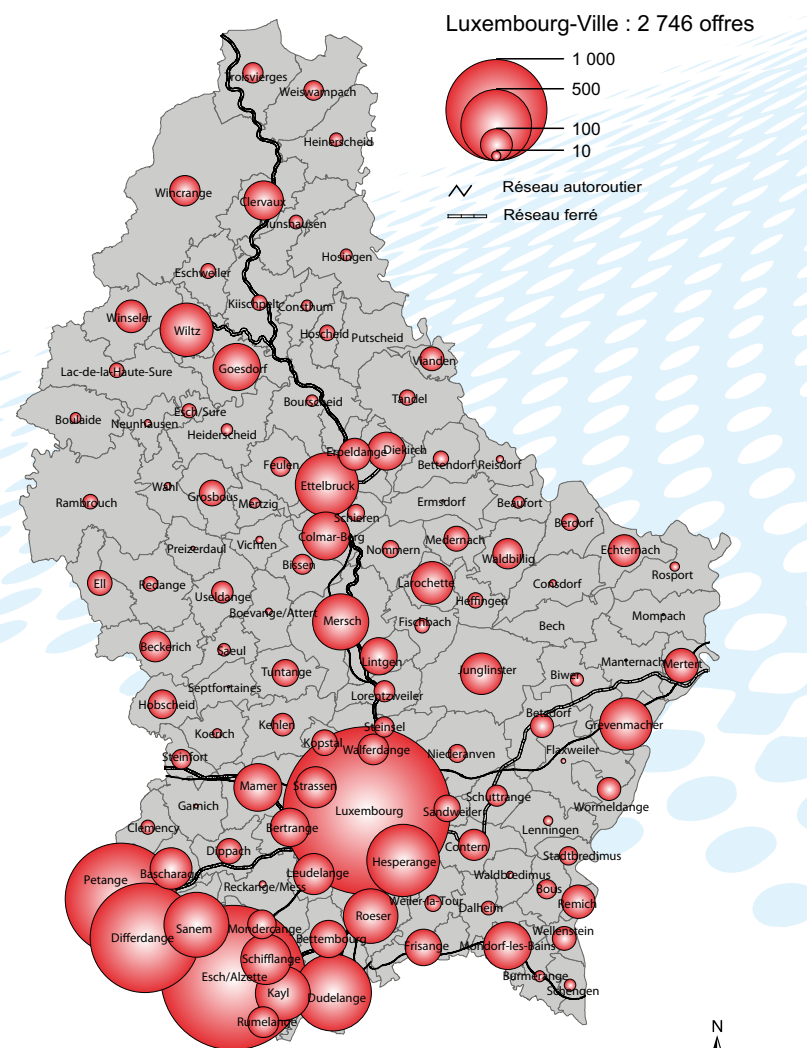 Luxembourg-Ville : 2 746 offres
1 000
500
100
10
Réseau autoroutier
Réseau ferré
Troisvierges
Weiswampach
Heinerscheid
Wincrange
Clervaux
Munshausen
Hosingen
Eschweiler
Kiischpelt
Consthum
Winseler
Wiltz
Hoscheid
Putscheid
Vianden
Goesdorf
Lac-de-la-Haute-Sure
Tandel
Bourscheid
Esch/Sure
Boulaide
Neunhausen
Heiderscheid
Erpeldange
Diekirch
Bettendorf
Reisdorf
Feulen
Ettelbruck
Wahl
Grosbous
Mertzig
Rambrouch
Ermsdorf
Beaufort
Schieren
Berdorf
Colmar-Berg
Medernach
Preizerdaul
Vichten
Nommern
Waldbillig
Echternach
Bissen
Rosport
Ell
Redange
Larochette
Consdorf
Useldange
Heffingen
Boevange/Attert
Mersch
Fischbach
Mompach
Bech
Beckerich
Saeul
Lintgen
Manternach
Mertert
Tuntange
Junglinster
Biwer
Septfontaines
Lorentzweiler
Hobscheid
Betzdorf
Grevenmacher
Kehlen
Steinsel
Koerich
Kopstal
Walferdange
Niederanven
Flaxweiler
Steinfort
Mamer
Strassen
Schuttrange
Garnich
Luxembourg
Sandweiler
Wormeldange
Clemency
Bertrange
Lenningen
Contern
Dippach
Stadtbredimus
Hesperange
Bascharage
Leudelange
Waldbredimus
Petange
Reckange/Mess
Bous
Weiler-la-Tour
Remich
Dalheim
Roeser
Sanem
Mondercange
Wellenstein
Differdange
Bettembourg
Frisange
Mondorf-les-Bains
Schifflange
Esch/Alzette
Burmerange
Kayl
Dudelange
Schengen
Rumelange
N